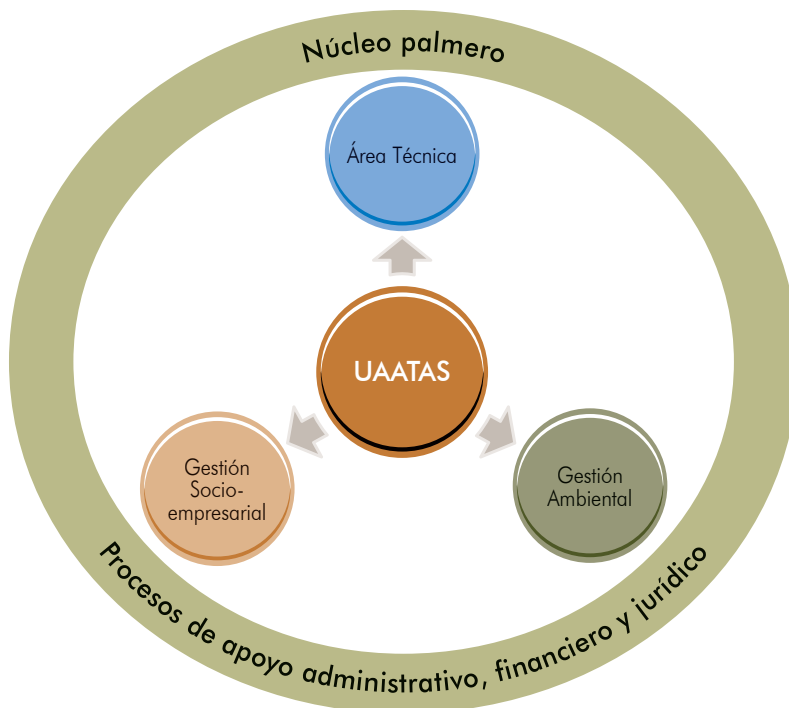 Núcleo palmero
Área Técnica
UAATAS
Gestión
Socio-
empresarial
Gestión
Ambiental
Procesos de apoyo administrativo, financiero y jurídico